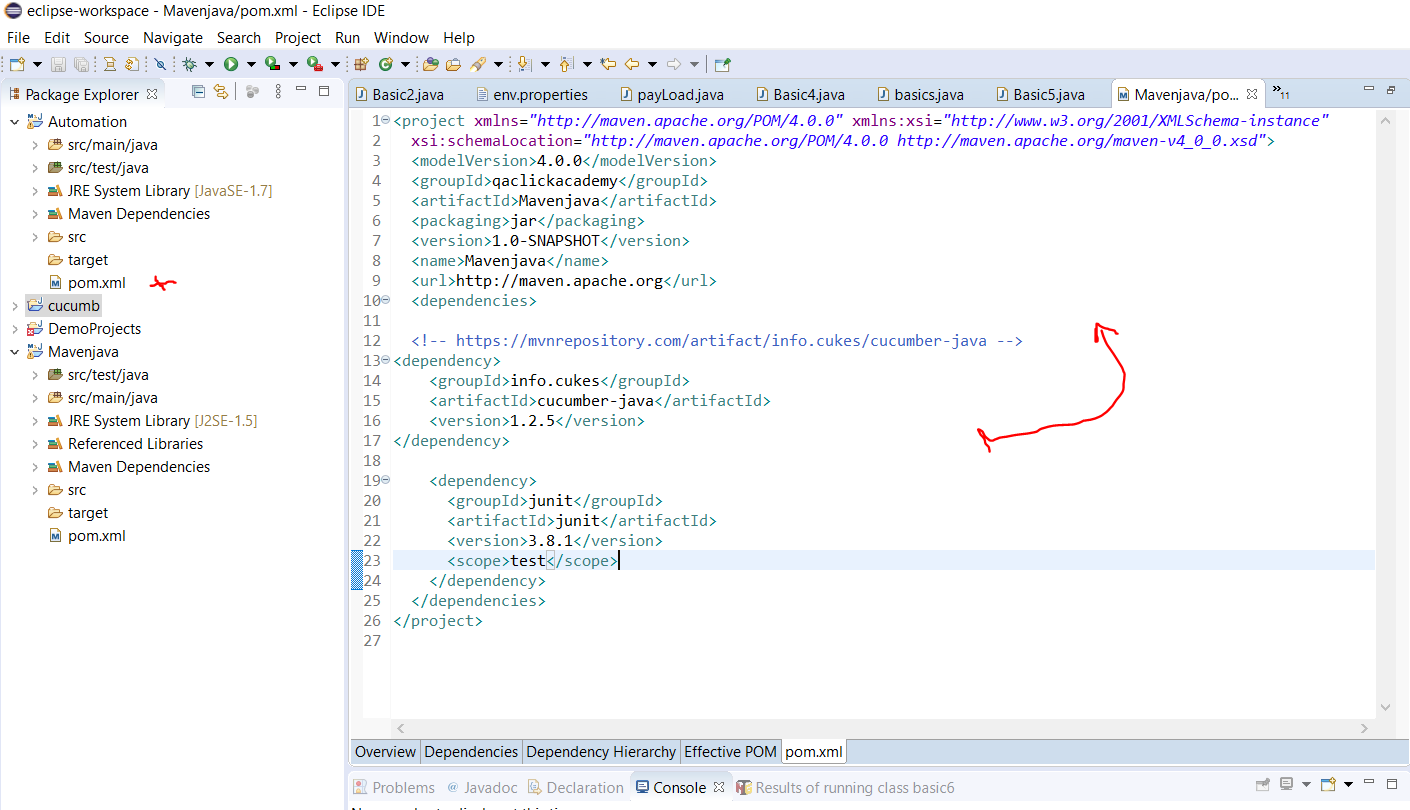 eclipse-workspace - Mavenjava/pom.xml - Eclipse IDE
File Edit Source Navigate Search Project Run Window Help
Package Explorer
Automation
src/main/java
src/test/java
JRE System Library [JavaSE-1.7]
Maven Dependencies
src
target
pom.xml
cucumb
DemoProjects
Mavenjava
src/test/java
src/main/java
JRE System Library [J2SE-1.5]
Referenced Libraries
Maven Dependencies
src
target
pom.xml
Basic2.java env.properties payLoad.java Basic4.java basics.java Basic5.java Mavenjava/po... »11
1 <project xmlns="http://maven.apache.org/POM/4.0.0" xmlns:xsi="http://www.w3.org/2001/XMLSchema-instance"
2 xsi:schemaLocation="http://maven.apache.org/POM/4.0.0 http://maven.apache.org/maven-v4_0_0.xsd">
3 <modelVersion>4.0.0</modelVersion>
4 <groupId>qaclickacademy</groupId>
5 <artifactId>Mavenjava</artifactId>
6 <packaging>jar</packaging>
7 <version>1.0-SNAPSHOT</version>
8 <name>Mavenjava</name>
9 <url>http://maven.apache.org</url>
10 <dependencies>
11
12 <!-- https://mvnrepository.com/artifact/info.cukes/cucumber-java -->
13 <dependency>
14 <groupId>info.cukes</groupId>
15 <artifactId>cucumber-java</artifactId>
16 <version>1.2.5</version>
17 </dependency>
18
19 <dependency>
20 <groupId>junit</groupId>
21 <artifactId>junit</artifactId>
22 <version>3.8.1</version>
23 <scope>test</scope>
24 </dependency>
25 </dependencies>
26 </project>
27
Overview Dependencies Dependency Hierarchy Effective POM pom.xml
Problems @ Javadoc Declaration Console Results of running class basic6